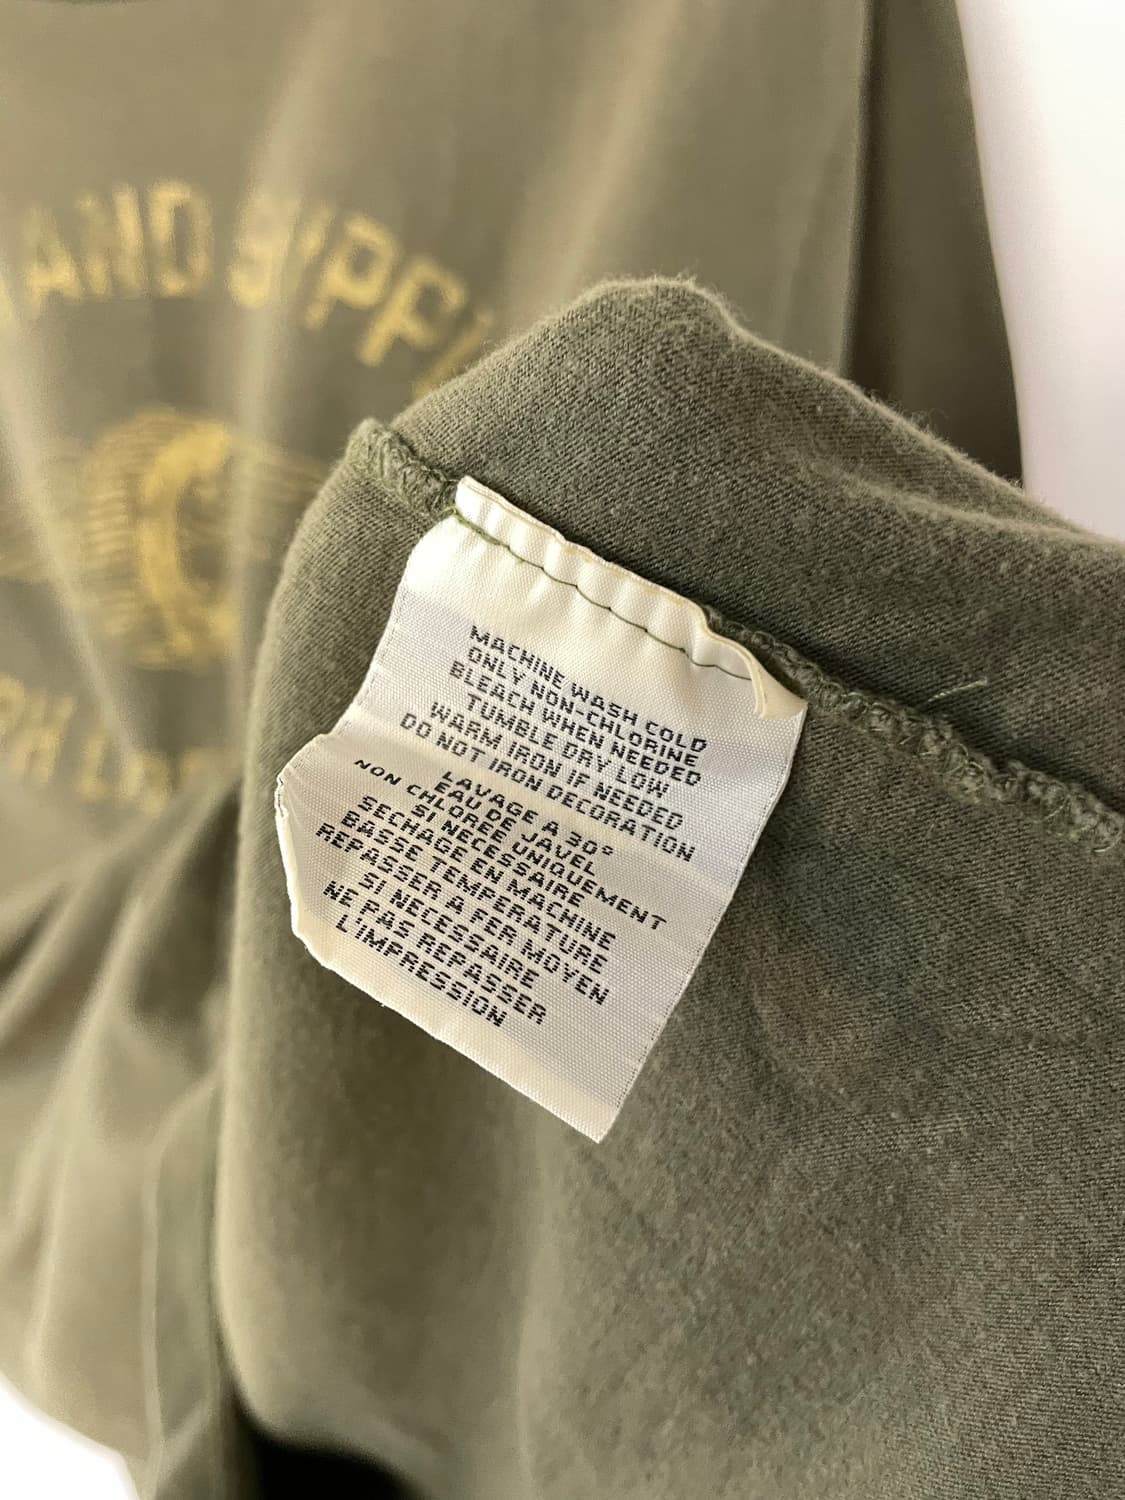 AND SUPPL
MACHINE WASH COLD
ONLY NON-CHLORINE
BLEACH WHEN NEEDED
TUMBLE DRY LOW
WARM IRON IF NEEDED
DO NOT IRON DECORATION
LAVAGE A 30°
EAU DE JAVEL
NON CHLORÉE UNIQUEMENT
SI NECESSAIRE
SECHAGE EN MACHINE
BASSE TEMPERATURE
REPASSER A FER MOYEN
SI NECESSAIRE
NE PAS REPASSER
L'IMPRESSION